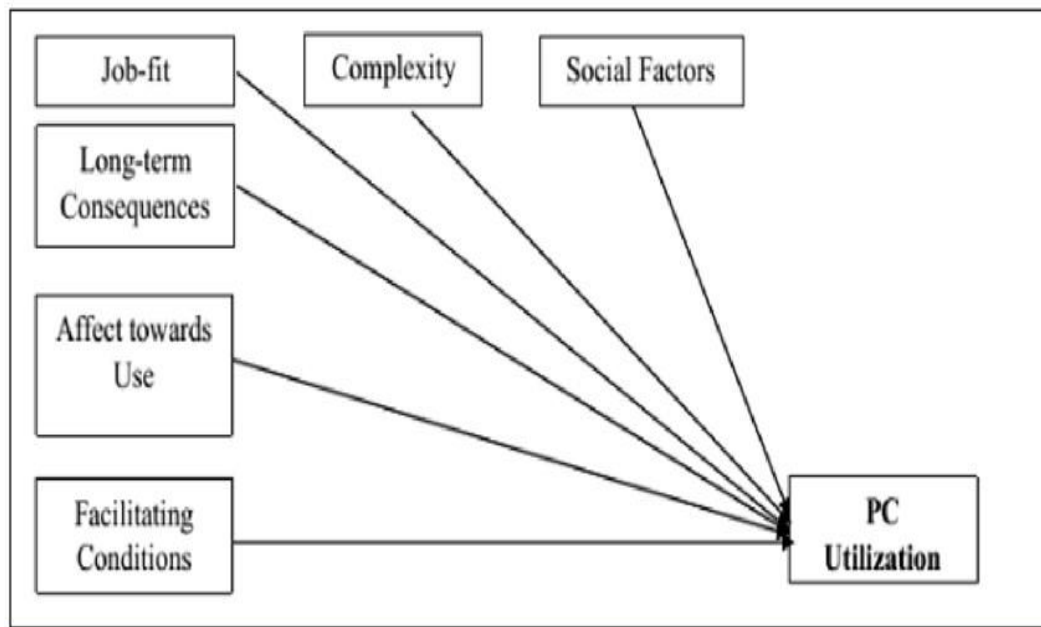 Job-fit
Complexity
Social Factors
Long-term
Consequences
Affect towards
Use
Facilitating
Conditions
PC
Utilization